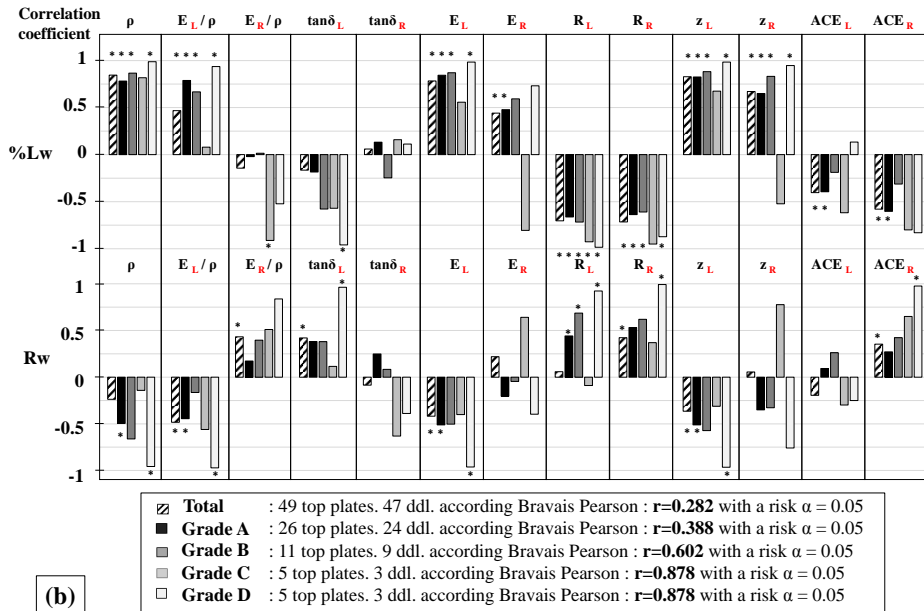 Correlation coefficient
ρ E L / ρ E R / ρ tanδ L tanδ R E L E R R L R R z L z R ACE L ACE R
1
* * * * * * * * * * * * * * * * * * * *
0.5
* *
%Lw 0
-0.5
* * * * * * *
-1
* * * * * * * *
ρ E L / ρ E R / ρ tanδ L tanδ R E L E R R L R R z L z R ACE L ACE R
* * * *
0.5
* * * * * *
Rw 0
-0.5
* * * * * * *
-1
* * * *
Total : 49 top plates. 47 ddl. according Bravais Pearson : r=0.282 with a risk α = 0.05
Grade A : 26 top plates. 24 ddl. according Bravais Pearson : r=0.388 with a risk α = 0.05
Grade B : 11 top plates. 9 ddl. according Bravais Pearson : r=0.602 with a risk α = 0.05
Grade C : 5 top plates. 3 ddl. according Bravais Pearson : r=0.878 with a risk α = 0.05
Grade D : 5 top plates. 3 ddl. according Bravais Pearson : r=0.878 with a risk α = 0.05
(b)